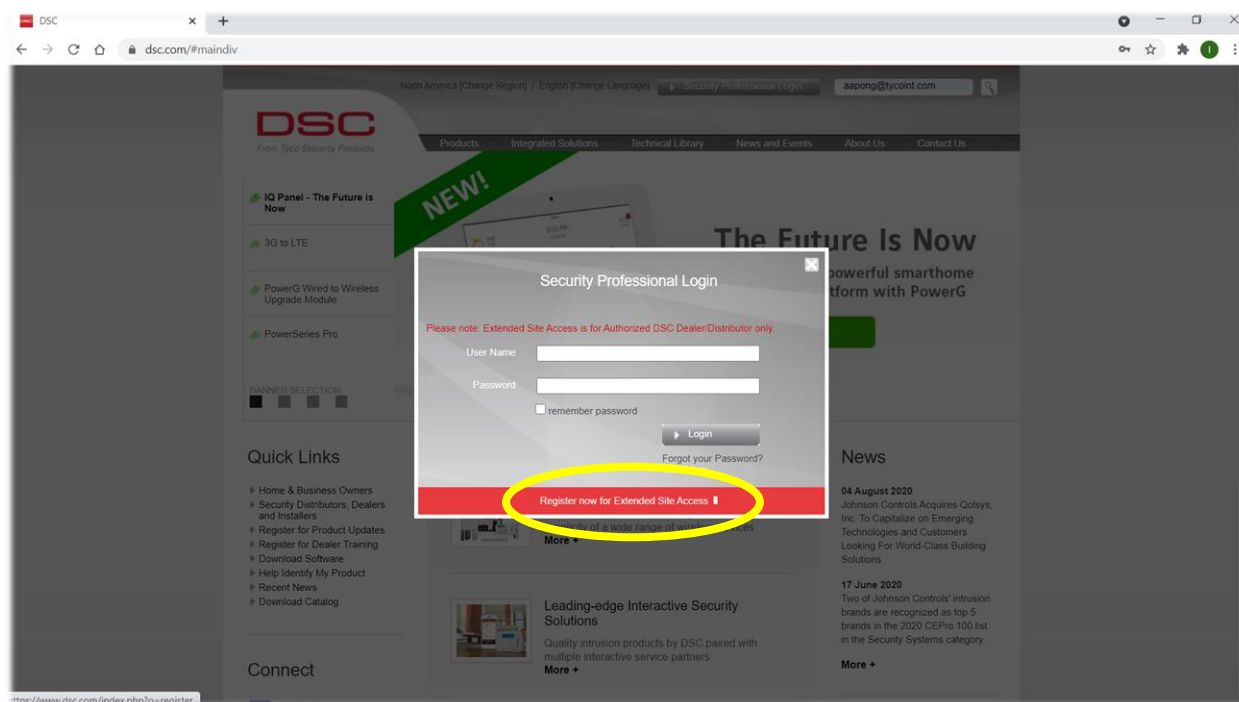 DSC
dsc.com/#maindiv
North America [Change Region] | English [Change Language]
Security Professional Login
aapong@tycoint.com
DSC
From Tyco Security Products
Products Integrated Solutions Technical Library News and Events About Us Contact Us
IQ Panel - The Future is
Now
3G to LTE
PowerG Wired to Wireless
Upgrade Module
PowerSeries Pro
BANNER SELECTION
NEW!
The Future Is Now
powerful smarthome
with PowerG
Security Professional Login
Please note: Extended Site Access is for Authorized DSC Dealer/Distributor only
User Name
Password
remember password
Login
Forgot your Password?
Register now for Extended Site Access
Quick Links
Home & Business Owners
Security Distributors, Dealers
and Installers
Register for Product Updates
Register for Dealer Training
Download Software
Help Identify My Product
Recent News
Download Catalog
Connect
of a wide range of wireless devices
More +
Leading-edge Interactive Security
Solutions
Quality intrusion products by DSC paired with
multiple interactive service partners
More +
News
04 August 2020
Johnson Controls Acquires Qolsys,
Inc. To Capitalize on Emerging
Technologies and Customers
Looking For World-Class Building
Solutions
17 June 2020
Two of Johnson Controls' intrusion
brands are recognized as top 5
brands in the 2020 CEPro 100 list
in the Security Systems category.
More +
https://www.dsc.com/index.php?o=register